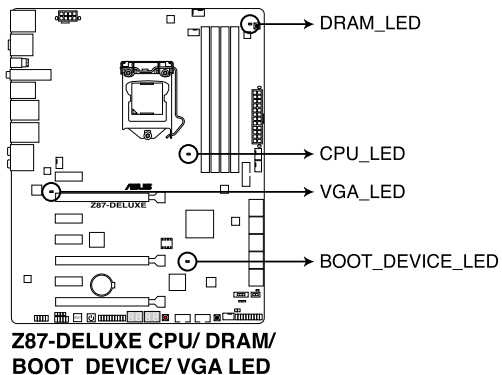 DRAM_LED
CPU_LED
VGA_LED
ASUS
Z87-DELUXE
BOOT_DEVICE_LED
Z87-DELUXE CPU/ DRAM/
BOOT DEVICE/ VGA LED